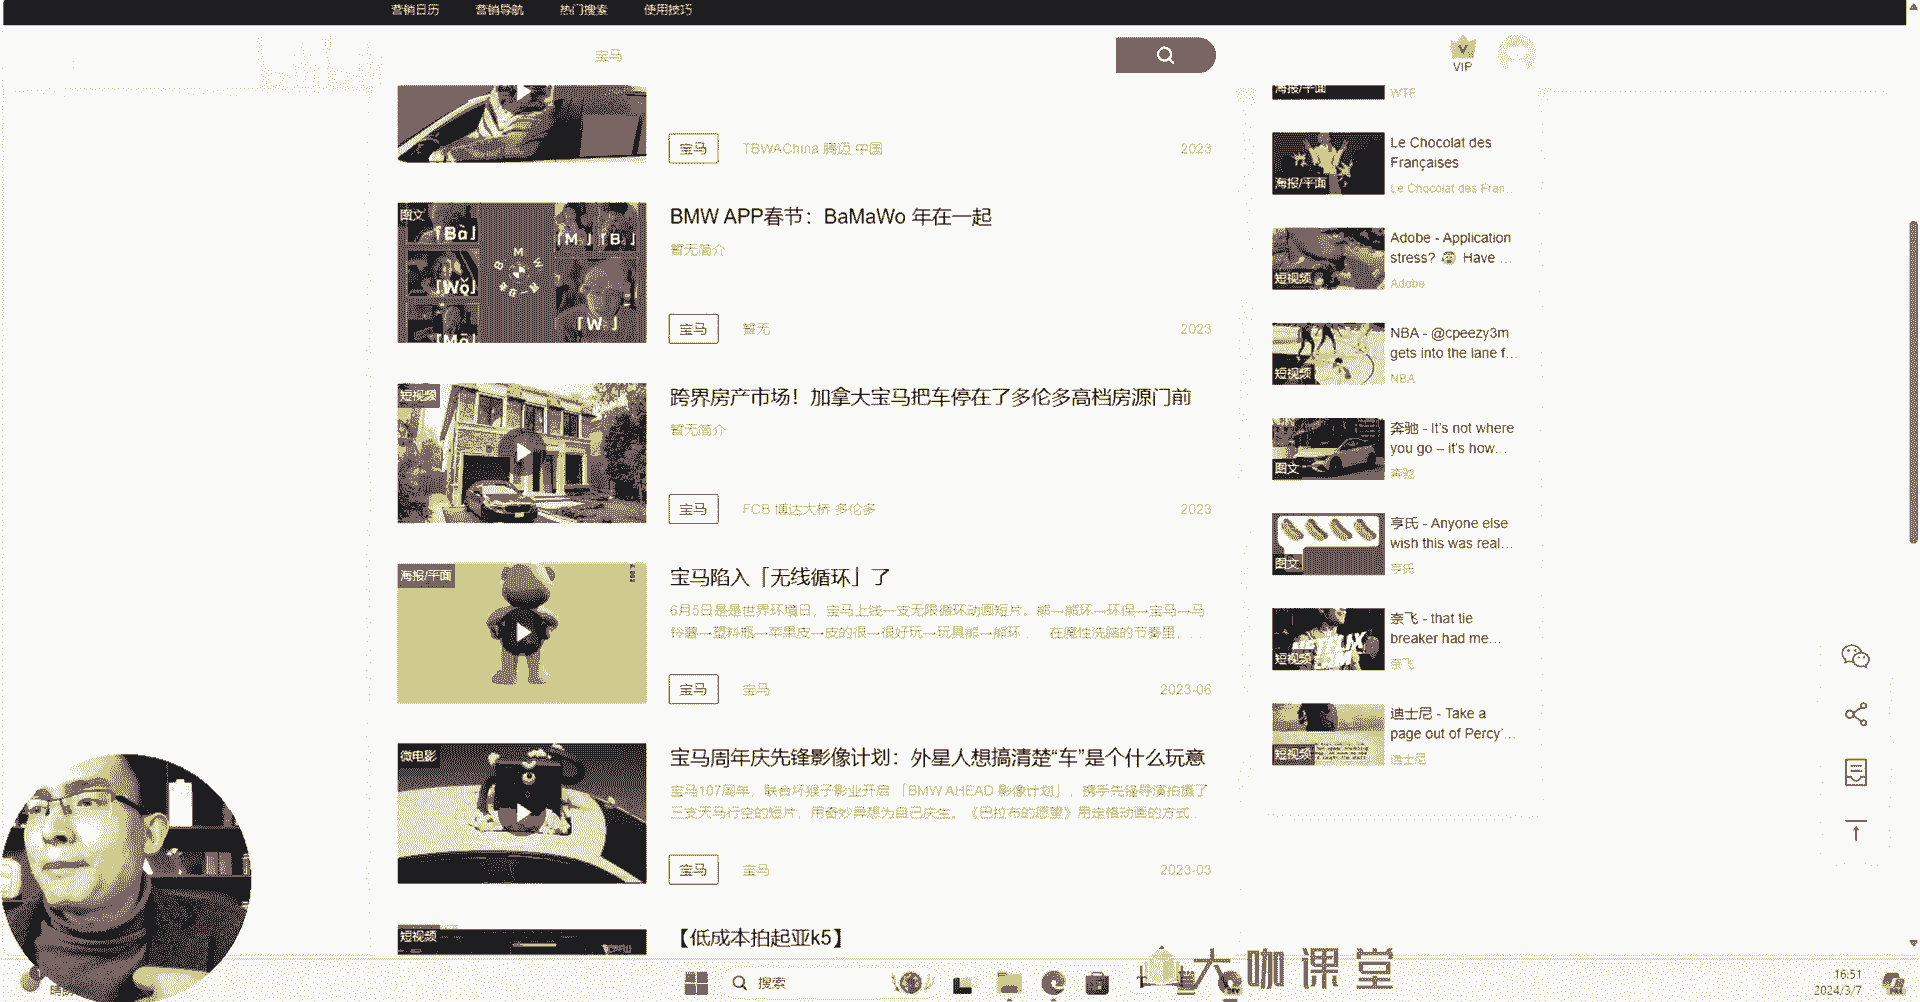 营销日历 营销导航 热门搜索 使用技巧
宝马
VIP
宝马 TBWAChina 腾迈 中国 2023
图文
「Bà」
「Wǒ」
「M」「B」
「W」
BMW APP春节：BaMaWo 年在一起
暂无简介
宝马 暂无 2023
短视频
跨界房产市场！加拿大宝马把车停在了多伦多高档房源门前
暂无简介
宝马 FCB 博达大桥 多伦多 2023
海报/平面
宝马陷入「无线循环」了
6月5日是是世界环境日，宝马上线一支无限循环动画短片。熊→熊环→环保→宝马→马
铃薯→塑料瓶→苹果皮→皮的很→很好玩→玩具熊→熊环 . 在魔性洗脑的节奏里，...
宝马 宝马 2023-06
微电影
宝马周年庆先锋影像计划：外星人想搞清楚“车”是个什么玩意
宝马107周年，联合坏猴子影业开启「BMW AHEAD 影像计划」，携手先锋导演拍摄了
三支天马行空的短片，用奇妙异想为自己庆生。《巴拉布的愿望》用定格动画的方式...
宝马 宝马 2023-03
短视频
【低成本拍起亚k5】
海报/平面
WTF
海报/平面
Le Chocolat des
Françaises
Le Chocolat des Fran...
短视频
Adobe - Application
stress? Have ...
Adobe
短视频
NBA - @cpeezy3m
gets into the lane f...
NBA
图文
奔驰 - It's not where
you go – it's how...
奔驰
图文
亨氏 - Anyone else
wish this was real...
亨氏
短视频
NETFLIX
奈飞 - that tie
breaker had me...
奈飞
短视频
迪士尼 - Take a
page out of Percy'...
迪士尼
搜索
大咖课堂
16:51
2024/3/7